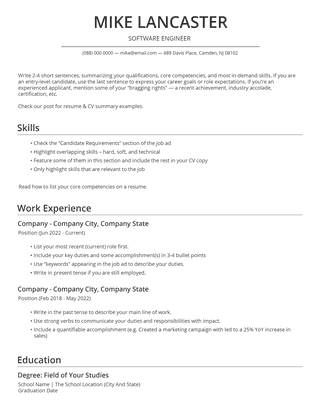 MIKE LANCASTER
SOFTWARE ENGINEER
(088) 000-0000 — mike@email.com — 689 Davis Place, Camden, NJ 08102
Write 2-4 short sentences, summarizing your qualifications, core competencies, and most in-demand skills. If you are
an entry-level candidate, use the last sentence to express your career goals or role expectations. If you're an
experienced applicant, mention some of your "bragging rights" — a recent achievement, industry accolade,
certification, etc.
Check our post for resume & CV summary examples.
Skills
• Check the "Candidate Requirements" section of the job ad
• Highlight overlapping skills – hard, soft, and technical
• Feature some of them in this section and include the rest in your CV copy
• Only highlight skills that are relevant to the job
Read how to list your core competencies on a resume.
Work Experience
Company - Company City, Company State
Position (Jun 2022 - Current)
• List your most recent (current) role first.
• Include your key duties and some accomplishment(s) in 3-4 bullet points
• Use "keywords" appearing in the job ad to describe your duties.
• Write in present tense if you are still employed.
Company - Company City, Company State
Position (Feb 2018 - May 2022)
• Write in the past tense to describe your main line of work.
• Use strong verbs to communicate your duties and responsibilities with impact.
• Include a quantifiable accomplishment (e.g. Created a marketing campaign with led to a 25% YoY increase in
sales)
Education
Degree: Field of Your Studies
School Name | The School Location (City And State)
Graduation Date